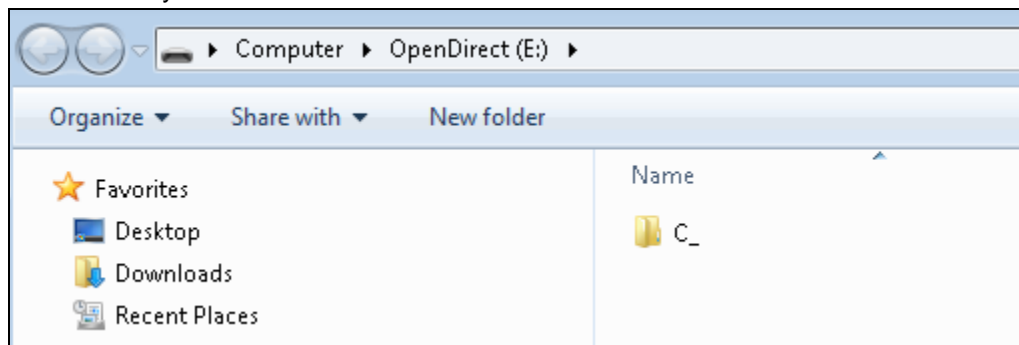 Computer OpenDirect (E:)
Organize Share with New folder
Favorites
Desktop
Downloads
Recent Places
Name
C_